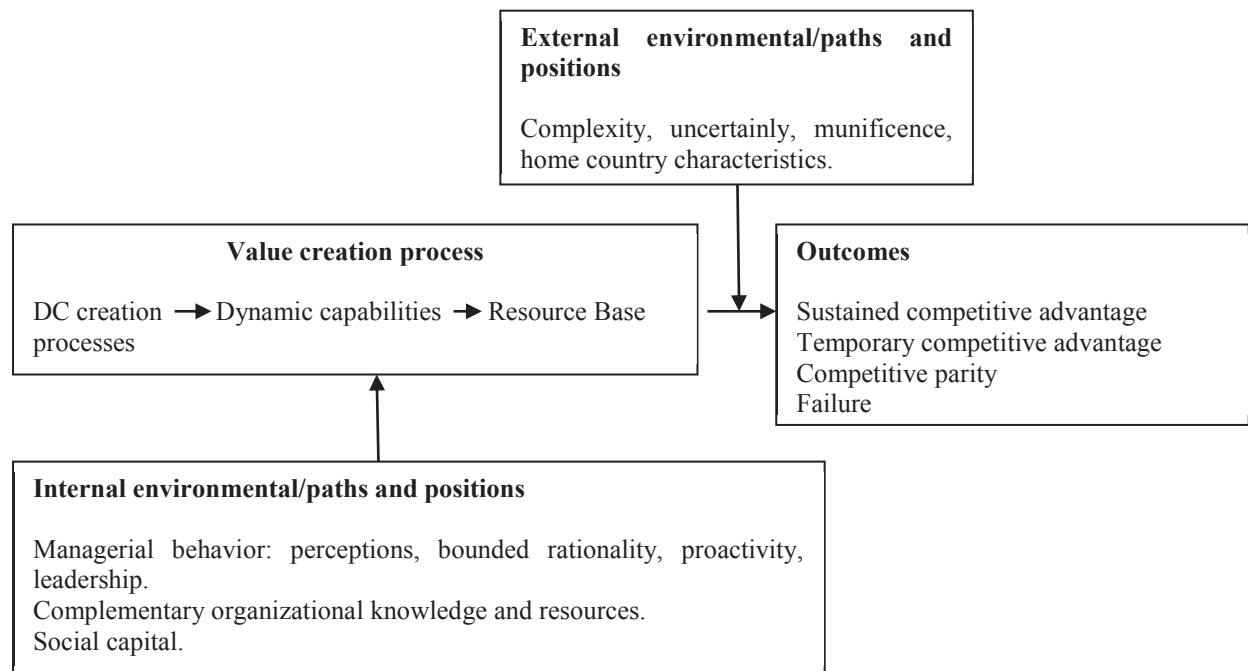 External environmental/paths and
positions
Complexity, uncertainly, munificence,
home country characteristics.
Value creation process
DC creation Dynamic capabilities Resource Base
processes
Outcomes
Sustained competitive advantage
Temporary competitive advantage
Competitive parity
Failure
Internal environmental/paths and positions
Managerial behavior: perceptions, bounded rationality, proactivity,
leadership.
Complementary organizational knowledge and resources.
Social capital.